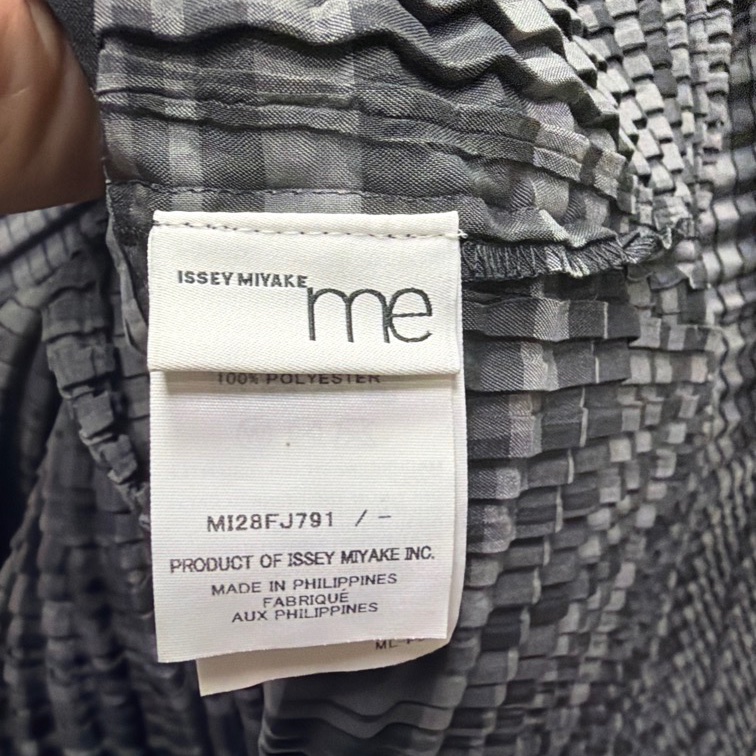 ISSEY MIYAKE me
100% POLYESTER
MI28FJ791 / -
PRODUCT OF ISSEY MIYAKE INC.
MADE IN PHILIPPINES
FABRIQUÉ
AUX PHILIPPINES